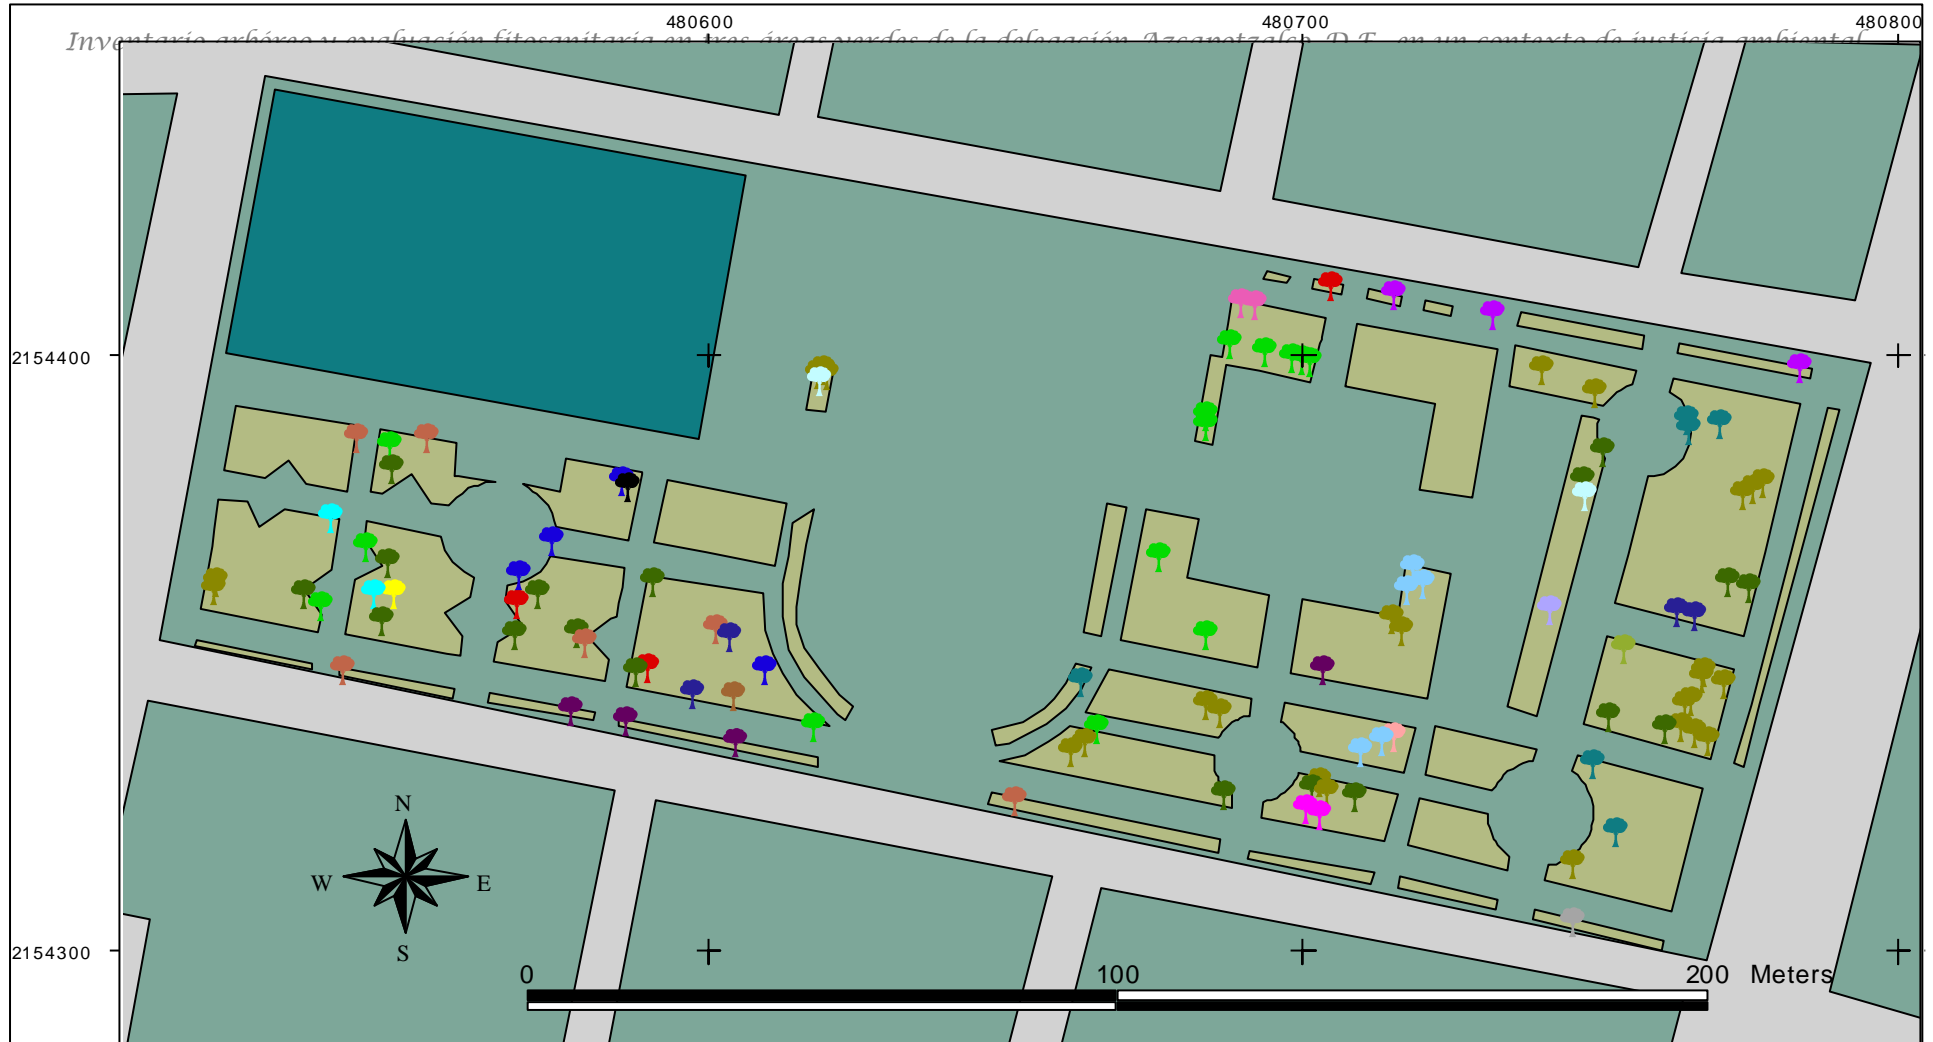 480600 480700 480800
Inventario arbóreo y evaluación fitosanitaria en tres áreas verdes de la delegación Azcapotzalco, D.F., en un contexto de justicia ambiental
2154400
N
W E
S
2154300
0 100 200 Meters